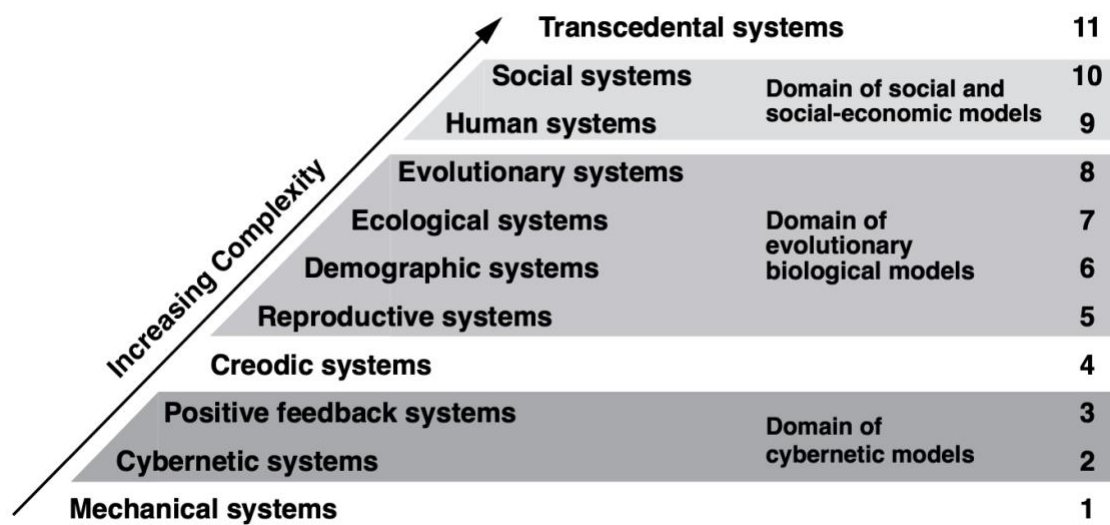 Transcedental systems 11
Social systems 10
Domain of social and
social-economic models
Human systems 9
Evolutionary systems 8
Ecological systems 7
Domain of
evolutionary
biological models
Demographic systems 6
Reproductive systems 5
Creodic systems 4
Positive feedback systems 3
Domain of
cybernetic models
Cybernetic systems 2
Mechanical systems 1
Increasing Complexity